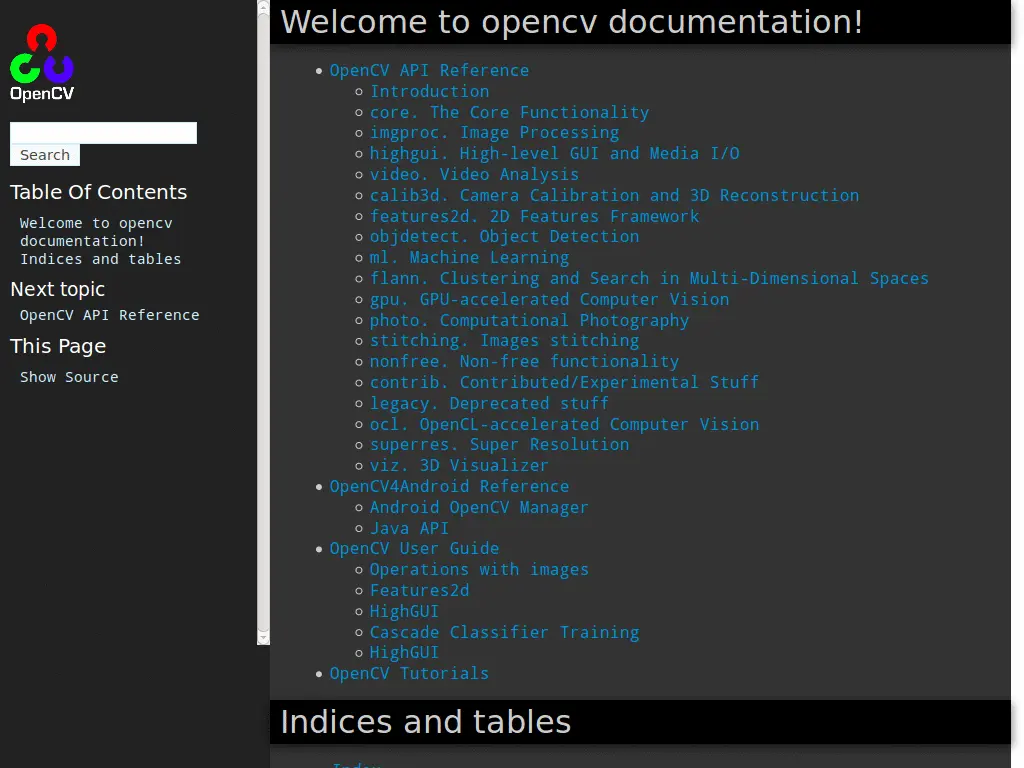 OpenCV
Search
Table Of Contents
Welcome to opencv
documentation!
Indices and tables
Next topic
OpenCV API Reference
This Page
Show Source
Welcome to opencv documentation!
OpenCV API Reference
Introduction
core. The Core Functionality
imgproc. Image Processing
highgui. High-level GUI and Media I/O
video. Video Analysis
calib3d. Camera Calibration and 3D Reconstruction
features2d. 2D Features Framework
objdetect. Object Detection
ml. Machine Learning
flann. Clustering and Search in Multi-Dimensional Spaces
gpu. GPU-accelerated Computer Vision
photo. Computational Photography
stitching. Images stitching
nonfree. Non-free functionality
contrib. Contributed/Experimental Stuff
legacy. Deprecated stuff
ocl. OpenCL-accelerated Computer Vision
superres. Super Resolution
viz. 3D Visualizer
OpenCV4Android Reference
Android OpenCV Manager
Java API
OpenCV User Guide
Operations with images
Features2d
HighGUI
Cascade Classifier Training
HighGUI
OpenCV Tutorials
Indices and tables
Index